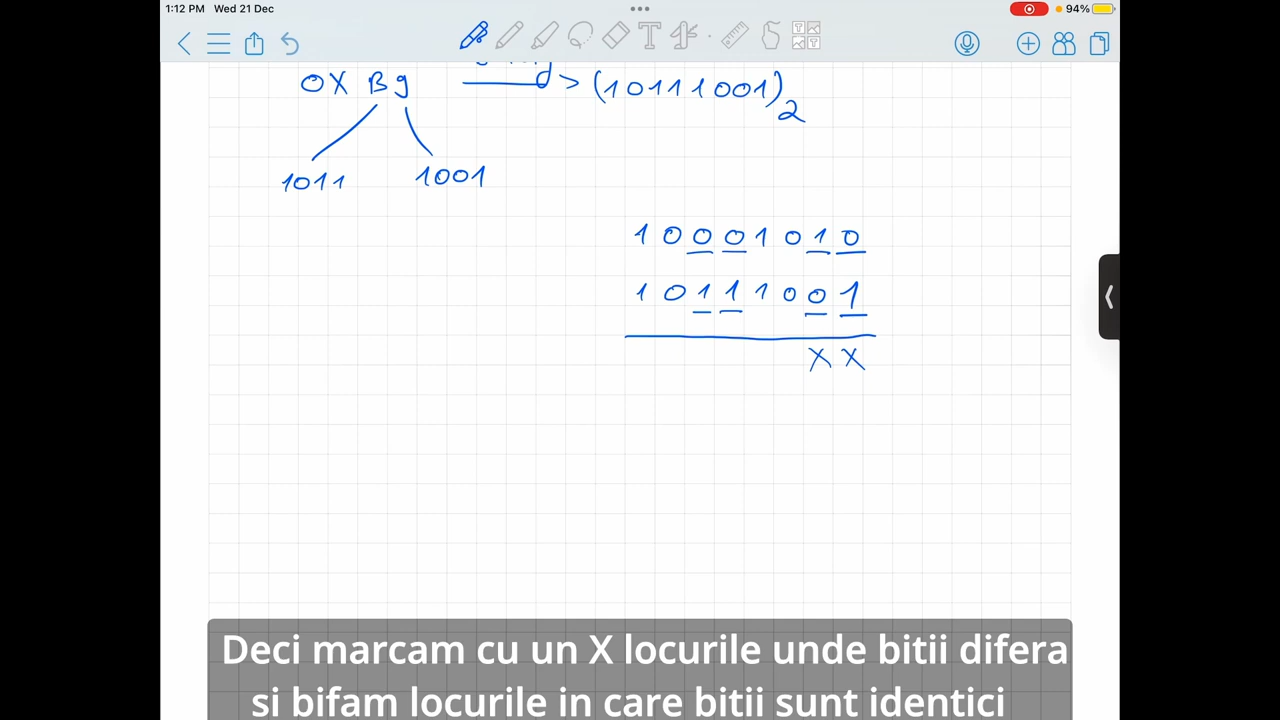 1:12 PM Wed 21 Dec
94%
0X B9 → (10111001)2
1011 1001
10001010
10111001
X X
Deci marcam cu un X locurile unde bitii difera
si bifam locurile in care bitii sunt identici